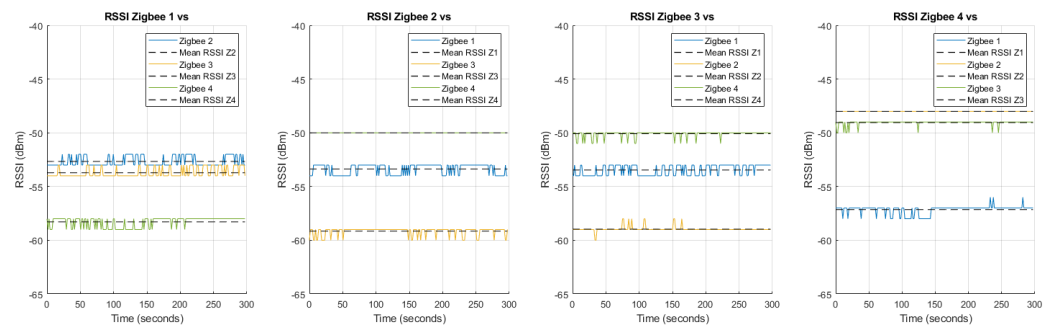 RSSI Zigbee 1 vs
-40
-45
-50
-55
-60
-65
RSSI (dBm)
0 50 100 150 200 250 300
Time (seconds)
Zigbee 2
Mean RSSI Z2
Zigbee 3
Mean RSSI Z3
Zigbee 4
Mean RSSI Z4
RSSI Zigbee 2 vs
-40
-45
-50
-55
-60
-65
RSSI (dBm)
0 50 100 150 200 250 300
Time (seconds)
Zigbee 1
Mean RSSI Z1
Zigbee 3
Mean RSSI Z3
Zigbee 4
Mean RSSI Z4
RSSI Zigbee 3 vs
-40
-45
-50
-55
-60
-65
RSSI (dBm)
0 50 100 150 200 250 300
Time (seconds)
Zigbee 1
Mean RSSI Z1
Zigbee 2
Mean RSSI Z2
Zigbee 4
Mean RSSI Z4
RSSI Zigbee 4 vs
-40
-45
-50
-55
-60
-65
RSSI (dBm)
0 50 100 150 200 250 300
Time (seconds)
Zigbee 1
Mean RSSI Z1
Zigbee 2
Mean RSSI Z2
Zigbee 3
Mean RSSI Z3